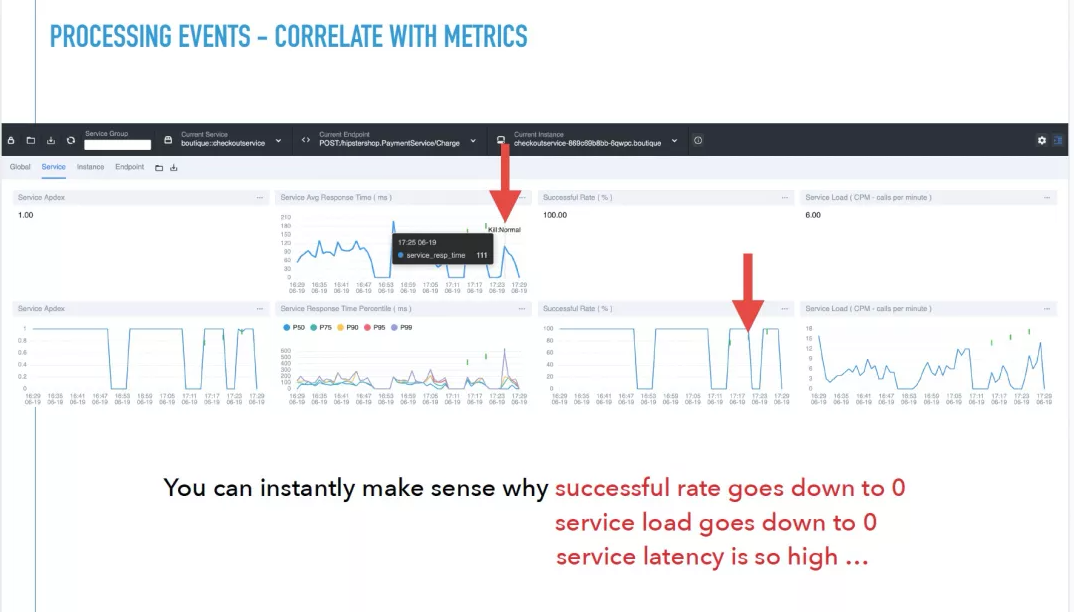 PROCESSING EVENTS - CORRELATE WITH METRICS
Service Group
Current Service
boutique::checkoutservice
Current Endpoint
POST:/hipstershop.PaymentService/Charge
Current Instance
checkoutservice-869c69b8bb-6qwpc.boutique
Global Service Instance Endpoint
Service Apdex
1.00
Service Avg Response Time ( ms )
210
180
150
120
90
60
30
0
Kill:Normal
17:25 06-19
service_resp_time 111
16:29 16:35 16:41 16:47 16:53 16:59 17:05 17:11 17:17 17:23 17:29
06-19 06-19 06-19 06-19 06-19 06-19 06-19 06-19 06-19 06-19 06-19
Successful Rate ( % )
100.00
Service Load ( CPM - calls per minute )
6.00
Service Apdex
1
0.8
0.6
0.4
0.2
0
16:29 16:35 16:41 16:47 16:53 16:59 17:05 17:11 17:17 17:23 17:29
06-19 06-19 06-19 06-19 06-19 06-19 06-19 06-19 06-19 06-19 06-19
Service Response Time Percentile ( ms )
P50 P75 P90 P95 P99
600
500
400
300
200
100
0
16:29 16:35 16:41 16:47 16:53 16:59 17:05 17:11 17:17 17:23 17:29
06-19 06-19 06-19 06-19 06-19 06-19 06-19 06-19 06-19 06-19 06-19
Successful Rate ( % )
100
80
60
40
20
0
16:29 16:35 16:41 16:47 16:53 16:59 17:05 17:11 17:17 17:23 17:29
06-19 06-19 06-19 06-19 06-19 06-19 06-19 06-19 06-19 06-19 06-19
Service Load ( CPM - calls per minute )
18
15
12
9
6
3
0
16:29 16:35 16:41 16:47 16:53 16:59 17:05 17:11 17:17 17:23 17:29
06-19 06-19 06-19 06-19 06-19 06-19 06-19 06-19 06-19 06-19 06-19
You can instantly make sense why successful rate goes down to 0
service load goes down to 0
service latency is so high ...